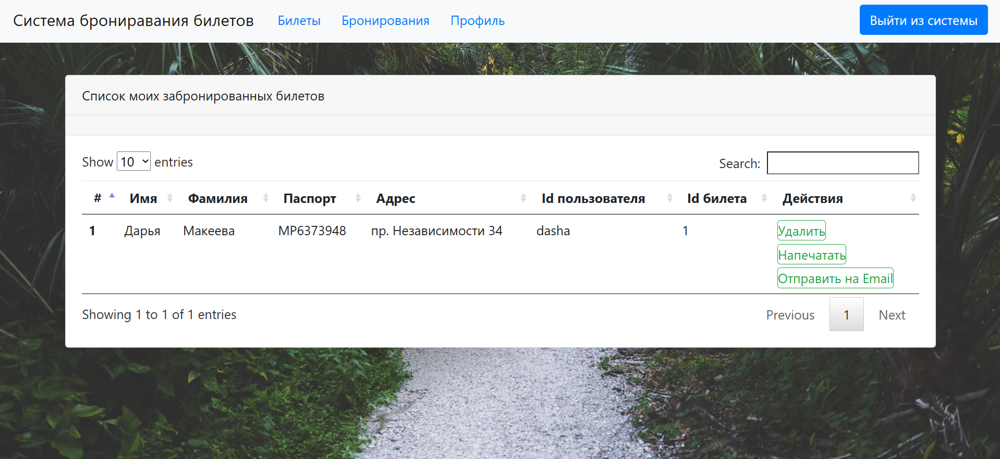 Система брониравания билетов Билеты Бронирования Профиль Выйти из системы
Список моих забронированных билетов
Show 10 entries Search:
# Имя Фамилия Паспорт Адрес Id пользователя Id билета Действия
1 Дарья Макеева MP6373948 пр. Независимости 34 dasha 1 Удалить
Напечатать
Отправить на Email
Showing 1 to 1 of 1 entries Previous 1 Next